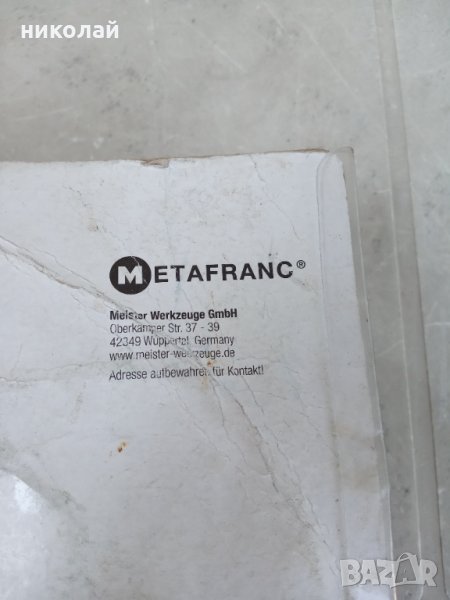 николай
METAFRANC®
Meister Werkzeuge GmbH
Oberkamper Str. 37 - 39
42349 Wuppertal, Germany
www.meister-werkzeuge.de
Adresse aufbewahren für Kontakt!
BAZAR